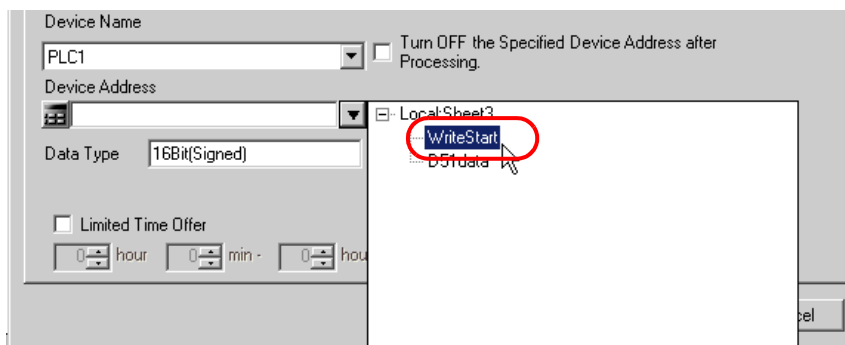 Device Name
PLC1
Turn OFF the Specified Device Address after
Processing.
Device Address
Local:Sheet3
WriteStart
D51data
Data Type 16Bit(Signed)
Limited Time Offer
0 hour 0 min - 0 hou
cel